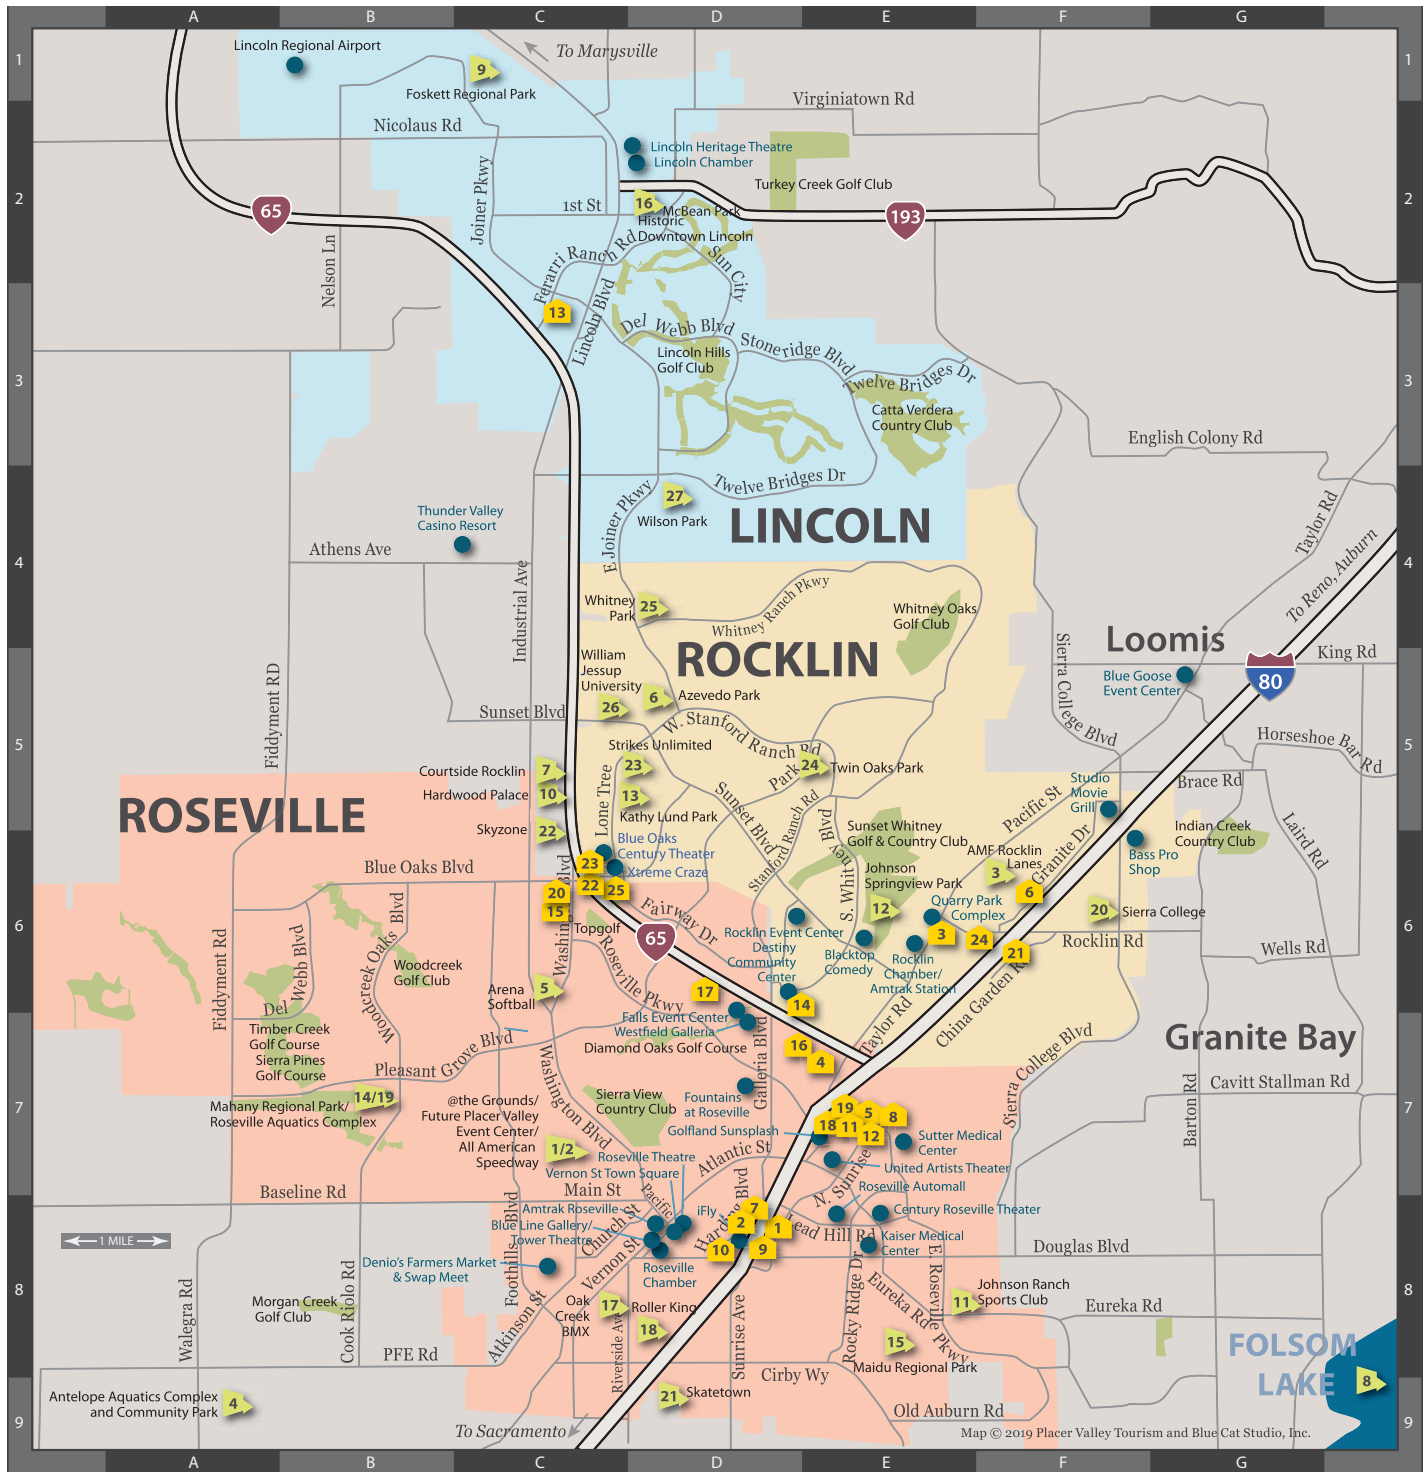 A B C D E F G
1 1
Lincoln Regional Airport
9
Foskett Regional Park
To Marysville
Virginiatown Rd
Nicolaus Rd
Lincoln Heritage Theatre
Lincoln Chamber
Turkey Creek Golf Club
2 2
65
Joiner Pkwy
1st St
16
McBean Park
Historic
Downtown Lincoln
193
Nelson Ln
Ferarri Ranch Rd
Sun City
13
Lincoln Blvd
Del Webb Blvd
Stoneridge Blvd
Lincoln Hills
Golf Club
Twelve Bridges Dr
3 3
Catta Verdera
Country Club
English Colony Rd
Twelve Bridges Dr
27
Wilson Park
E Joiner Pkwy
LINCOLN
Thunder Valley
Casino Resort
Taylor Rd
Athens Ave
4 4
To Reno, Auburn
Industrial Ave
Whitney
Park
25
Whitney Ranch Pkwy
Whitney Oaks
Golf Club
ROCKLIN
Loomis
Sierra College Blvd
King Rd
William
Jessup
University
26
6
Azevedo Park
Blue Goose
Event Center
80
Fiddyment RD
Sunset Blvd
W. Stanford Ranch Rd
Strikes Unlimited
23
5 5
Courtside Rocklin
7
Park
24
Twin Oaks Park
Horseshoe Bar Rd
Hardwood Palace
10
Lone Tree
13
Kathy Lund Park
Studio
Movie
Grill
Brace Rd
Pacific St
ROSEVILLE
Skyzone
22
Sunset Blvd
Stanford Ranch Rd
S. Whitney Blvd
Sunset Whitney
Golf & Country Club
Indian Creek
Country Club
Laird Rd
Blue Oaks
Century Theater
Xtreme Craze
23
22
25
20
15
Blue Oaks Blvd
AMF Rocklin
Lanes
3
Granite Dr
6
Bass Pro
Shop
Johnson
Springview Park
12
Quarry Park
Complex
3
24
21
20
Sierra College
6 6
Fiddyment Rd
Del Webb Blvd
Woodcreek Oaks Blvd
Woodcreek
Golf Club
Topgolf
Fairway Dr
65
Rocklin Event Center
Destiny
Community
Center
Blacktop
Comedy
Rocklin
Chamber/
Amtrak Station
Rocklin Rd
Wells Rd
Arena
Softball
5
Roseville Pkwy
17
14
Falls Event Center
Westfield Galleria
Diamond Oaks Golf Course
Galleria Blvd
16
4
Taylor Rd
China Garden Rd
Sierra College Blvd
Granite Bay
Timber Creek
Golf Course
Sierra Pines
Golf Course
Pleasant Grove Blvd
Washington Blvd
14/19
Mahany Regional Park/
Roseville Aquatics Complex
7 7
@the Grounds/
Future Placer Valley
Event Center/
All American
Speedway
1/2
Sierra View
Country Club
Fountains
at Roseville
Golfland Sunsplash
19
5
8
18
11
12
Sutter Medical
Center
Barton Rd
Cavitt Stallman Rd
Roseville Theatre
Vernon St Town Square
Atlantic St
United Artists Theater
N. Sunrise
Roseville Automall
Baseline Rd
Main St
Pacific
Harding Blvd
Amtrak Roseville
Blue Line Gallery/
Tower Theatre
Church St
Vernon St
iFly
7
2
1
10
9
Lead Hill Rd
Century Roseville Theater
Kaiser Medical
Center
Douglas Blvd
1 MILE
Denio's Farmers Market
& Swap Meet
Foothills Blvd
Roseville
Chamber
8 8
Walegra Rd
Morgan Creek
Golf Club
Cook Riolo Rd
Atkinson St
Oak
Creek
BMX
17
Roller King
18
Riverside Ave
Sunrise Ave
Rocky Ridge Dr
Eureka Rd
E. Roseville Pkwy
11
Johnson Ranch
Sports Club
Eureka Rd
15
Maidu Regional Park
PFE Rd
Cirby Wy
FOLSOM
LAKE
8
Antelope Aquatics Complex
and Community Park
4
21
Skatetown
Old Auburn Rd
9 9
To Sacramento
Map © 2019 Placer Valley Tourism and Blue Cat Studio, Inc.
A B C D E F G